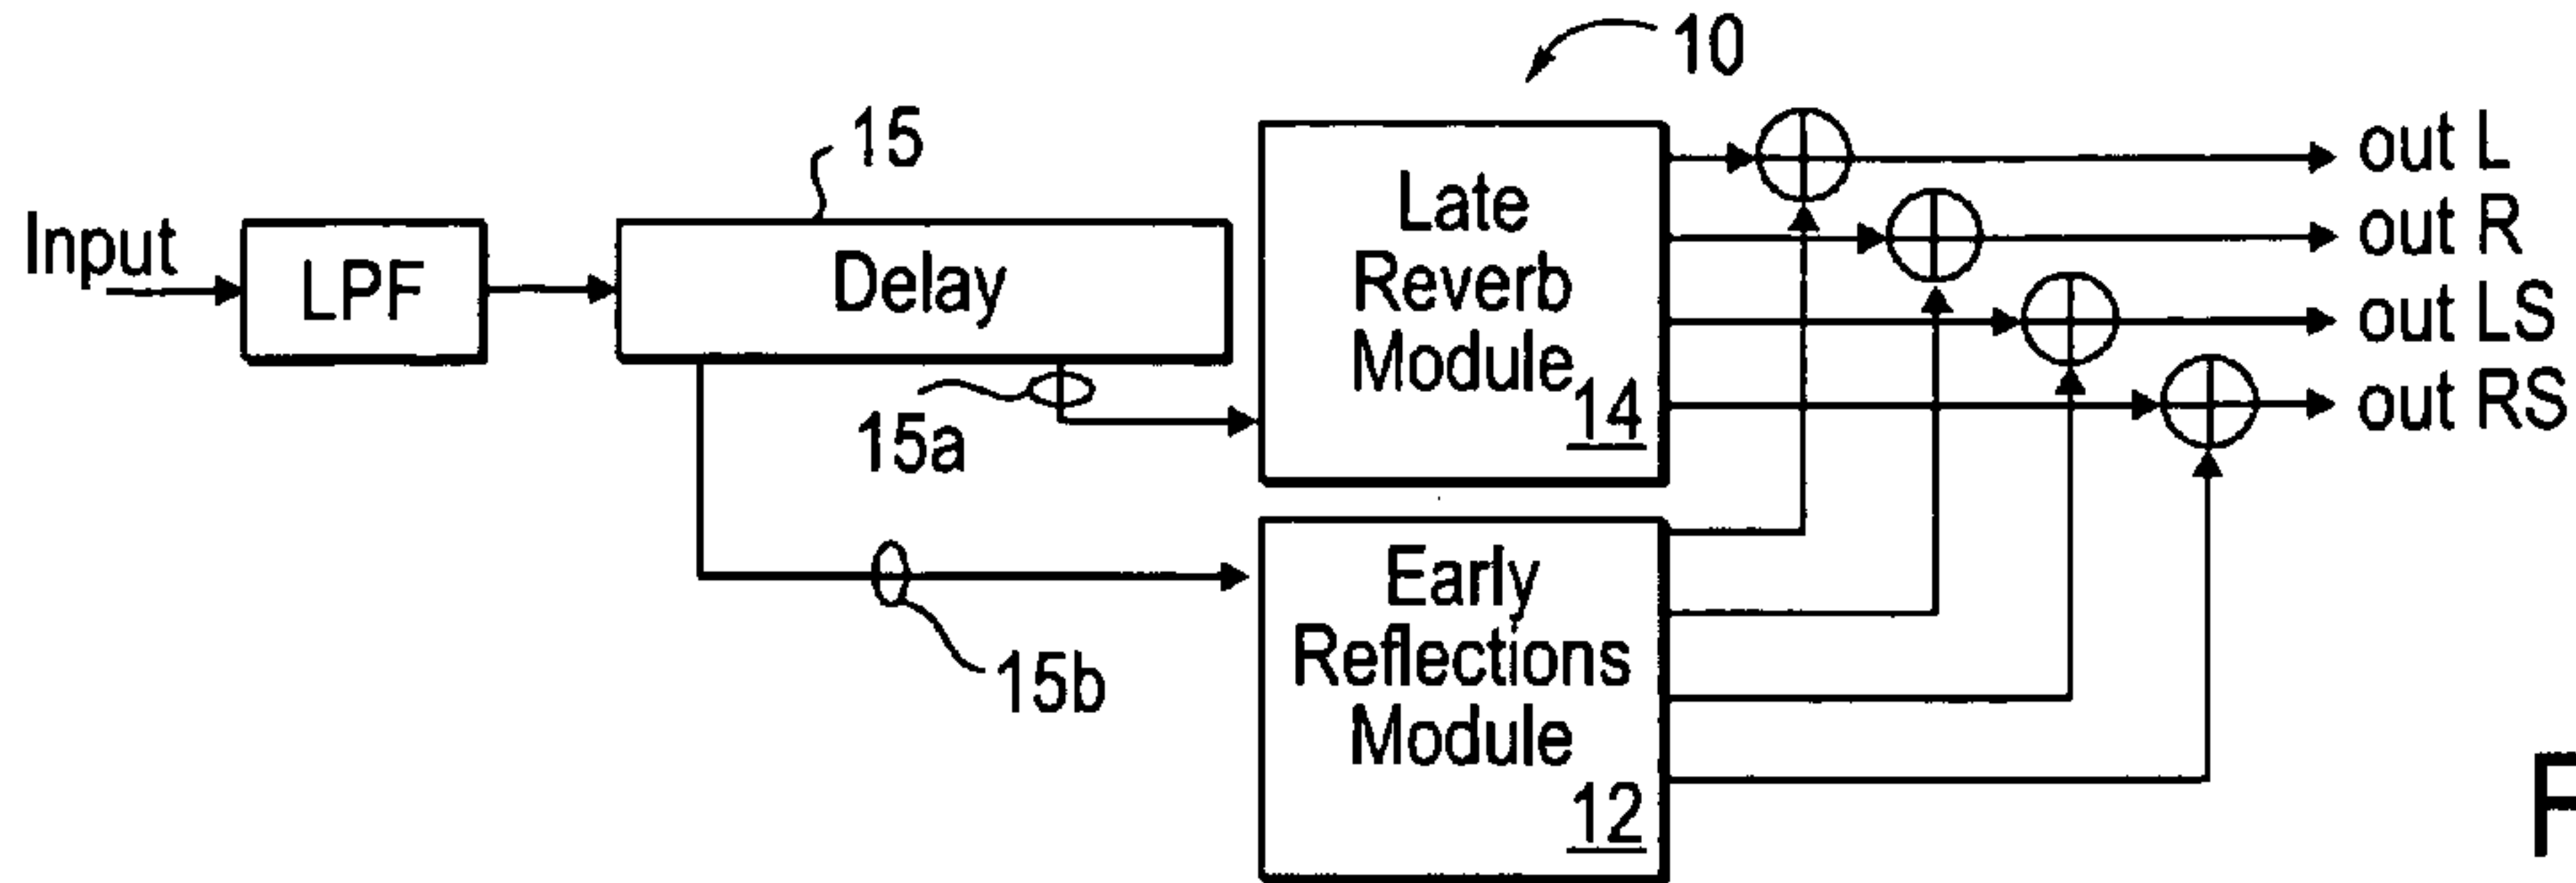 10
15
Input
LPF
Delay
Late
Reverb
Module
14
15a
15b
Early
Reflections
Module
12
out L
out R
out LS
out RS
F